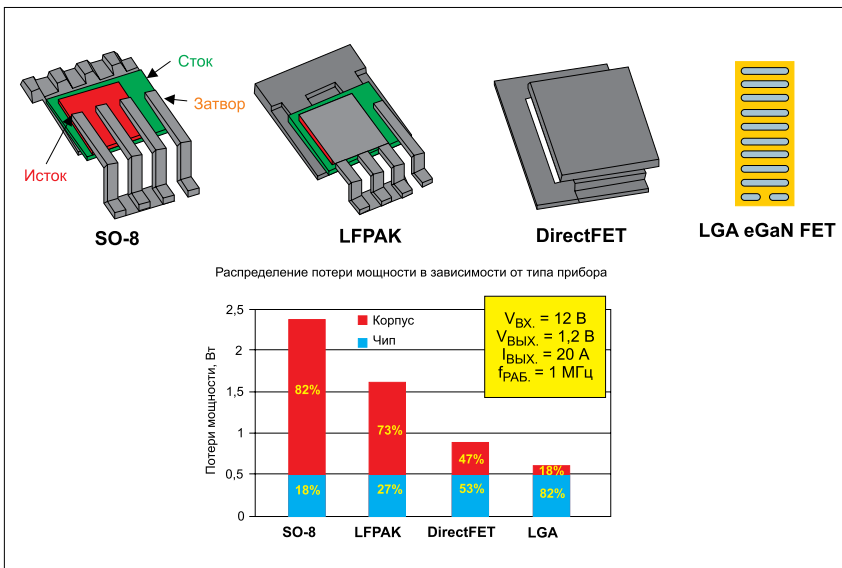 Сток
Затвор
Исток
SO-8
LFPAK
DirectFET
LGA eGaN FET
Распределение потери мощности в зависимости от типа прибора
Потери мощности, Вт
2,5
2
1,5
1
0,5
0
Корпус
Чип
VВХ. = 12 В
VВЫХ. = 1,2 В
IВЫХ. = 20 А
fРАБ. = 1 МГц
82%
73%
47%
18%
18%
27%
53%
82%
SO-8
LFPAK
DirectFET
LGA